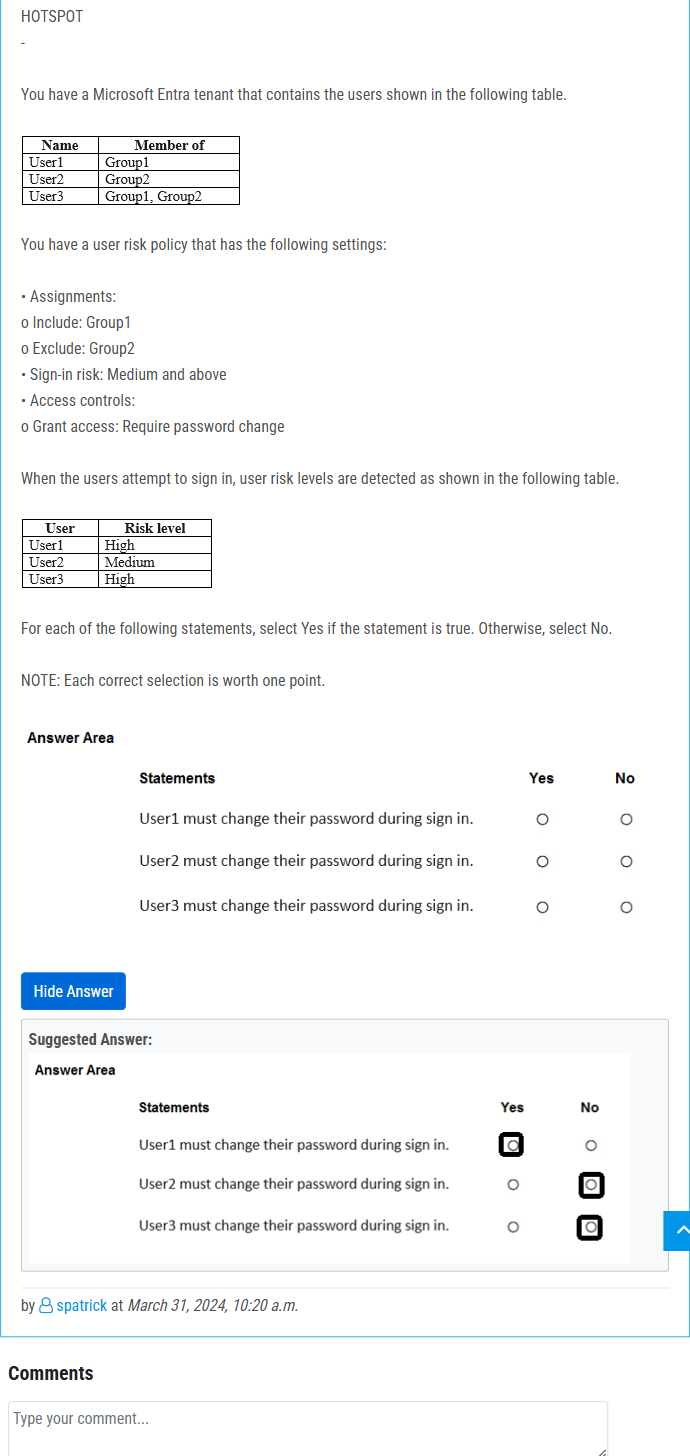 HOTSPOT
-
You have a Microsoft Entra tenant that contains the users shown in the following table.
Name Member of
User1 Group1
User2 Group2
User3 Group1, Group2
You have a user risk policy that has the following settings:
• Assignments:
o Include: Group1
o Exclude: Group2
• Sign-in risk: Medium and above
• Access controls:
o Grant access: Require password change
When the users attempt to sign in, user risk levels are detected as shown in the following table.
User Risk level
User1 High
User2 Medium
User3 High
For each of the following statements, select Yes if the statement is true. Otherwise, select No.
NOTE: Each correct selection is worth one point.
Answer Area
Statements Yes No
User1 must change their password during sign in.
User2 must change their password during sign in.
User3 must change their password during sign in.
Hide Answer
Suggested Answer:
Answer Area
Statements Yes No
User1 must change their password during sign in.
User2 must change their password during sign in.
User3 must change their password during sign in.
by spatrick at March 31, 2024, 10:20 a.m.
Comments
Type your comment...